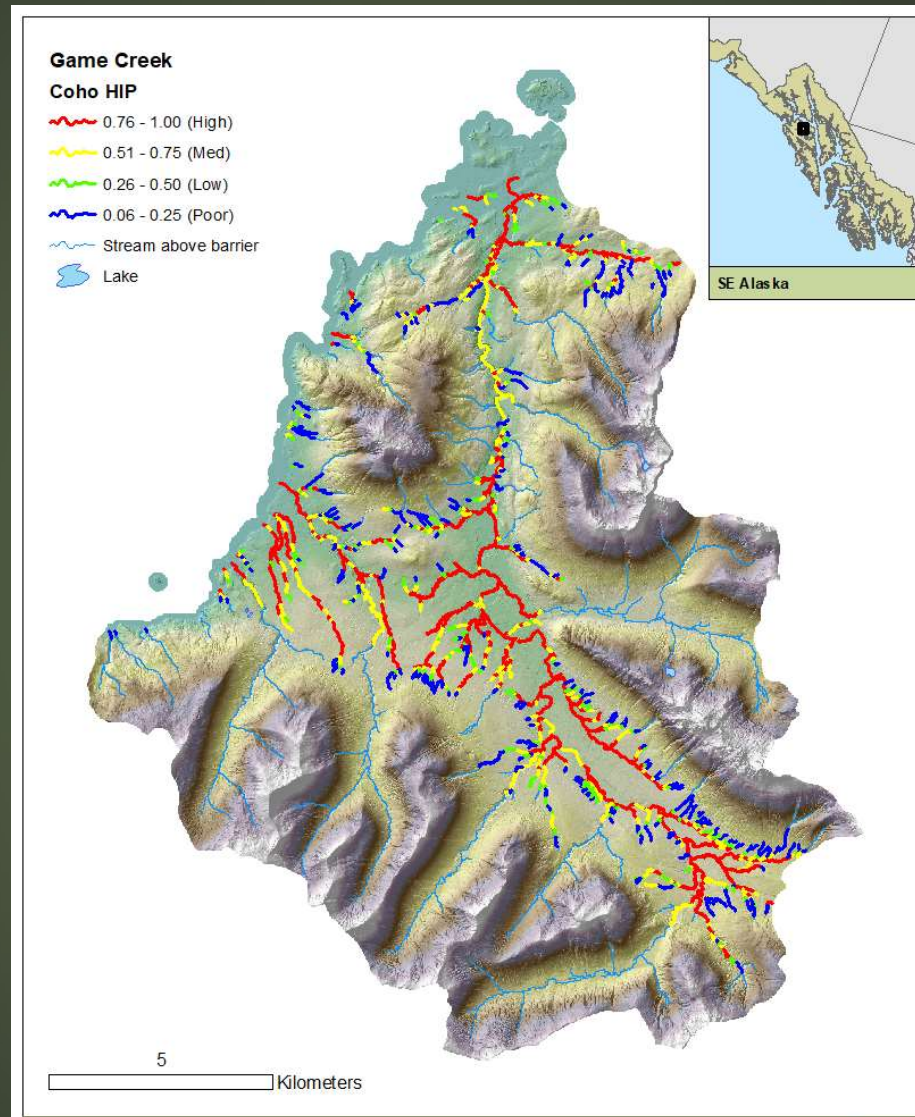 Game Creek
Coho HIP
0.76 - 1.00 (High)
0.51 - 0.75 (Med)
0.26 - 0.50 (Low)
0.06 - 0.25 (Poor)
Stream above barrier
Lake
SE Alaska
5
Kilometers